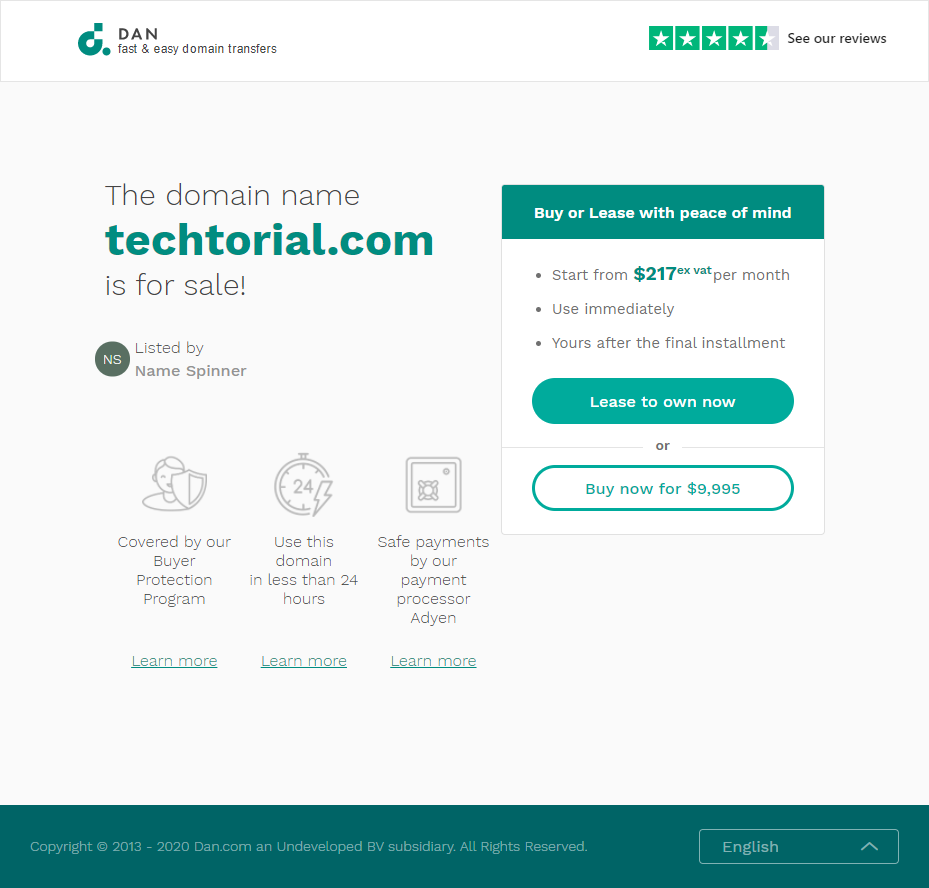 DAN
fast & easy domain transfers
See our reviews
The domain name
techtorial.com
is for sale!
NS
Listed by
Name Spinner
24
Covered by our
Buyer
Protection
Program
Learn more
Use this
domain
in less than 24
hours
Learn more
Safe payments
by our
payment
processor
Adyen
Learn more
Buy or Lease with peace of mind
• Start from $217 ex vat per month
• Use immediately
• Yours after the final installment
Lease to own now
or
Buy now for $9,995
Copyright © 2013 - 2020 Dan.com an Undeveloped BV subsidiary. All Rights Reserved.
English